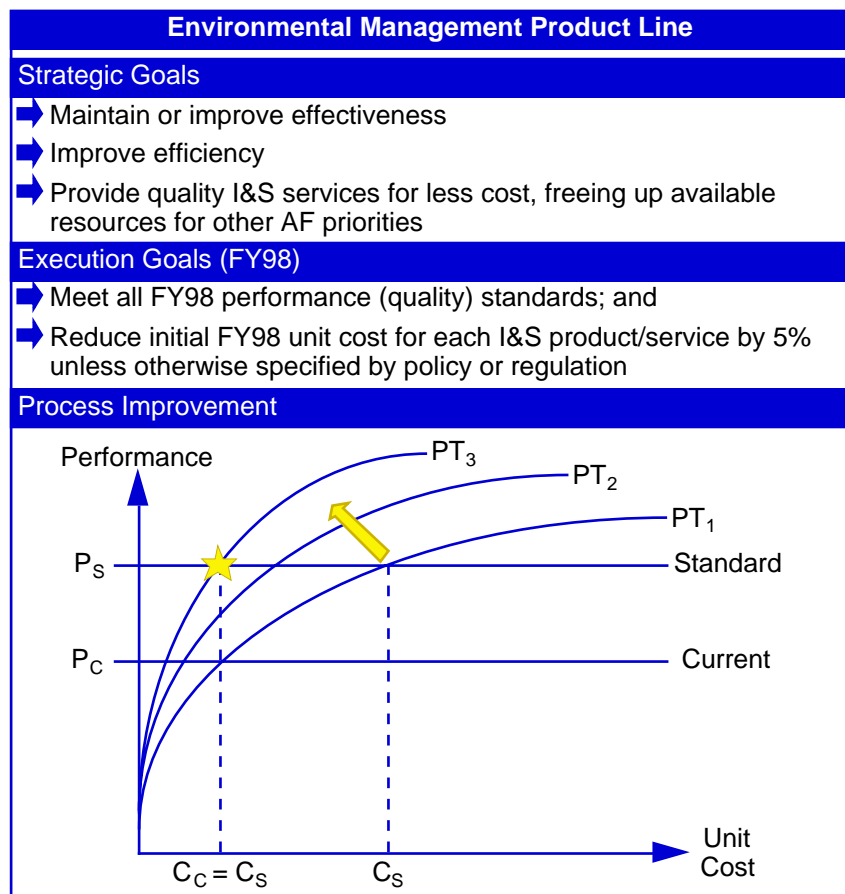 Environmental Management Product Line
Strategic Goals
Maintain or improve effectiveness
Improve efficiency
Provide quality I&S services for less cost, freeing up available
resources for other AF priorities
Execution Goals (FY98)
Meet all FY98 performance (quality) standards; and
Reduce initial FY98 unit cost for each I&S product/service by 5%
unless otherwise specified by policy or regulation
Process Improvement
Performance
PT3
PT2
PT1
PS
Standard
PC
Current
Unit
Cost
CC = CS
CS